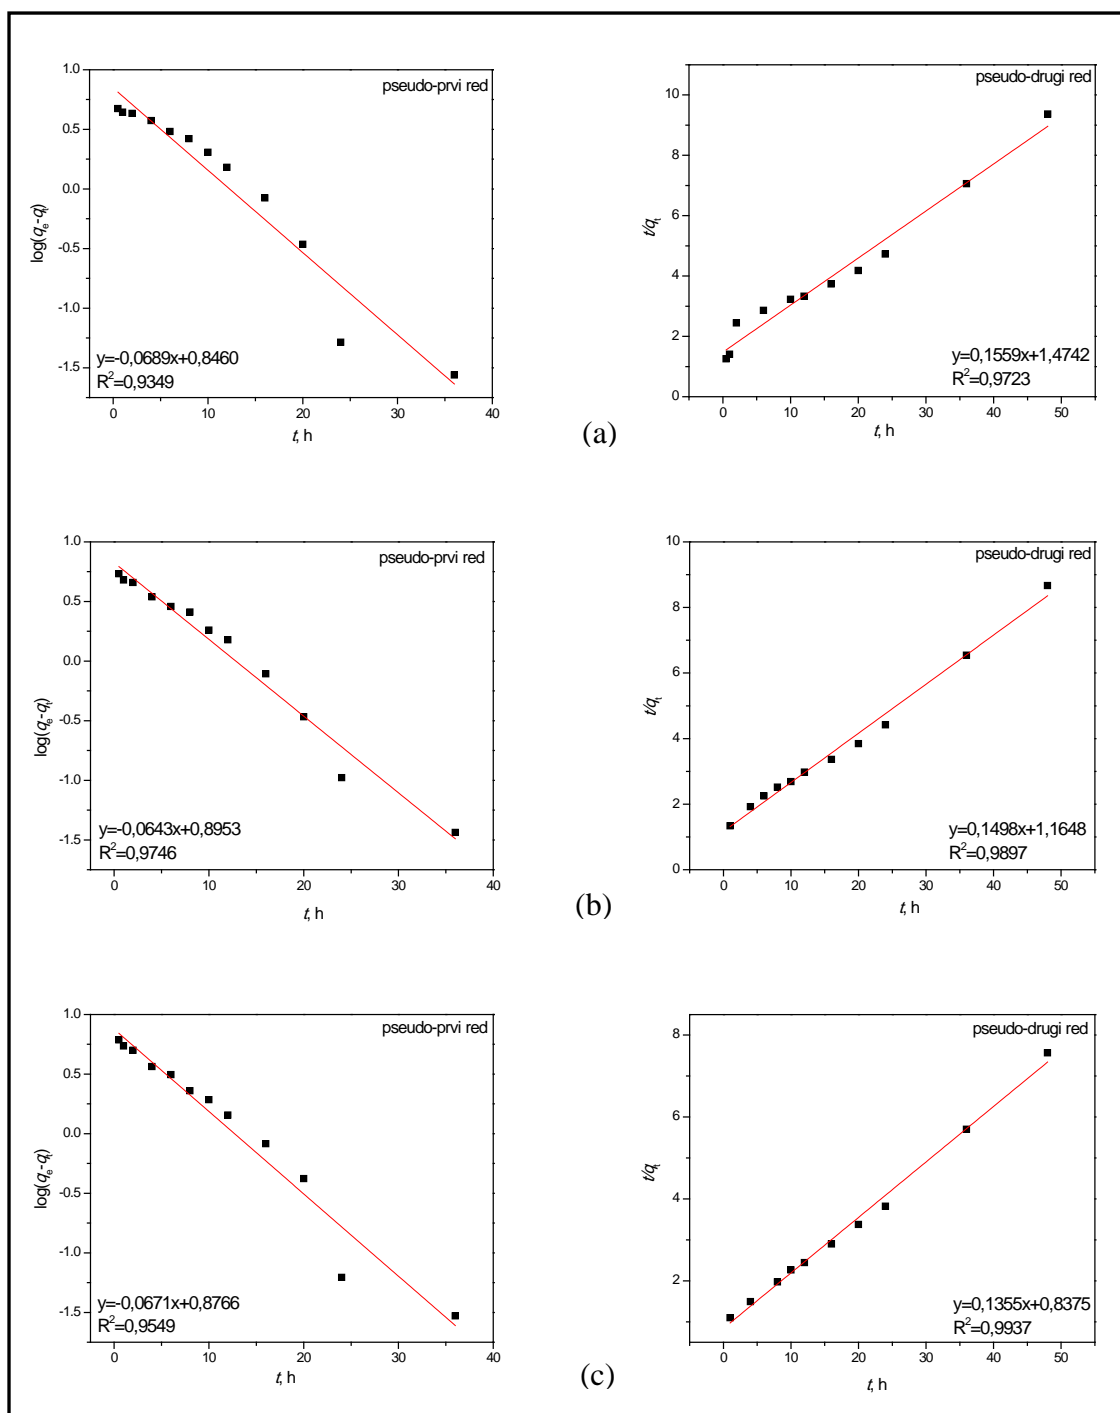 pseudo-prvi red
1.0
0.5
0.0
-0.5
-1.0
-1.5
log(qe-qt)
y=-0,0689x+0,8460
R²=0,9349
0 10 20 30 40
t, h
pseudo-drugi red
10
8
6
4
2
0
t/qt
y=0,1559x+1,4742
R²=0,9723
0 10 20 30 40 50
t, h
(a)
pseudo-prvi red
1.0
0.5
0.0
-0.5
-1.0
-1.5
log(qe-qt)
y=-0,0643x+0,8953
R²=0,9746
0 10 20 30 40
t, h
pseudo-drugi red
10
8
6
4
2
0
t/qt
y=0,1498x+1,1648
R²=0,9897
0 10 20 30 40 50
t, h
(b)
pseudo-prvi red
1.0
0.5
0.0
-0.5
-1.0
-1.5
log(qe-qt)
y=-0,0671x+0,8766
R²=0,9549
0 10 20 30 40
t, h
pseudo-drugi red
8
6
4
2
t/qt
y=0,1355x+0,8375
R²=0,9937
0 10 20 30 40 50
t, h
(c)